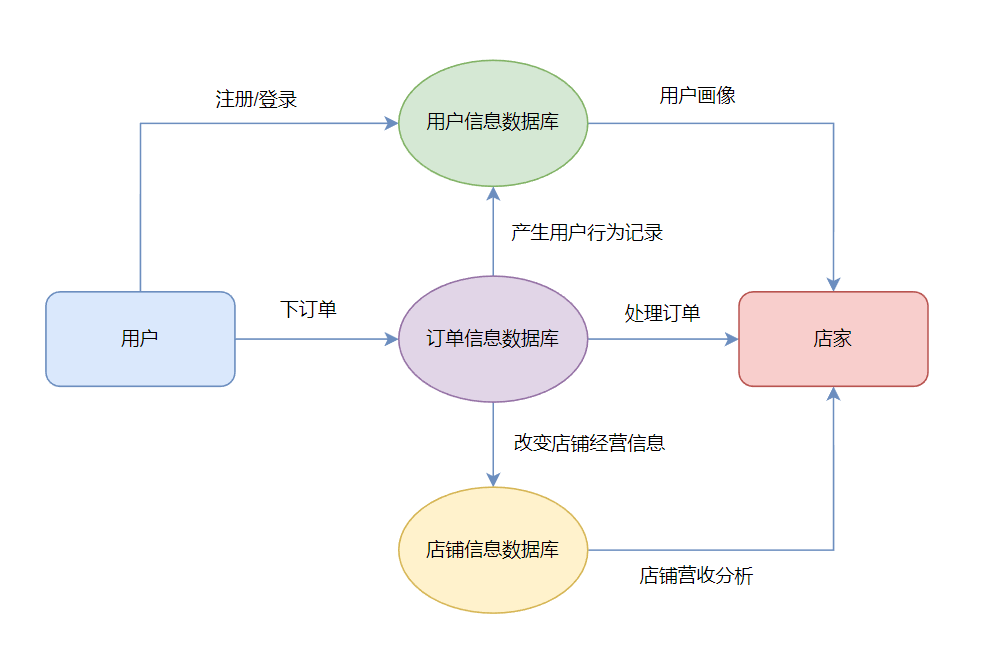 注册/登录
用户画像
用户信息数据库
产生用户行为记录
下订单
处理订单
用户
订单信息数据库
店家
改变店铺经营信息
店铺信息数据库
店铺营收分析